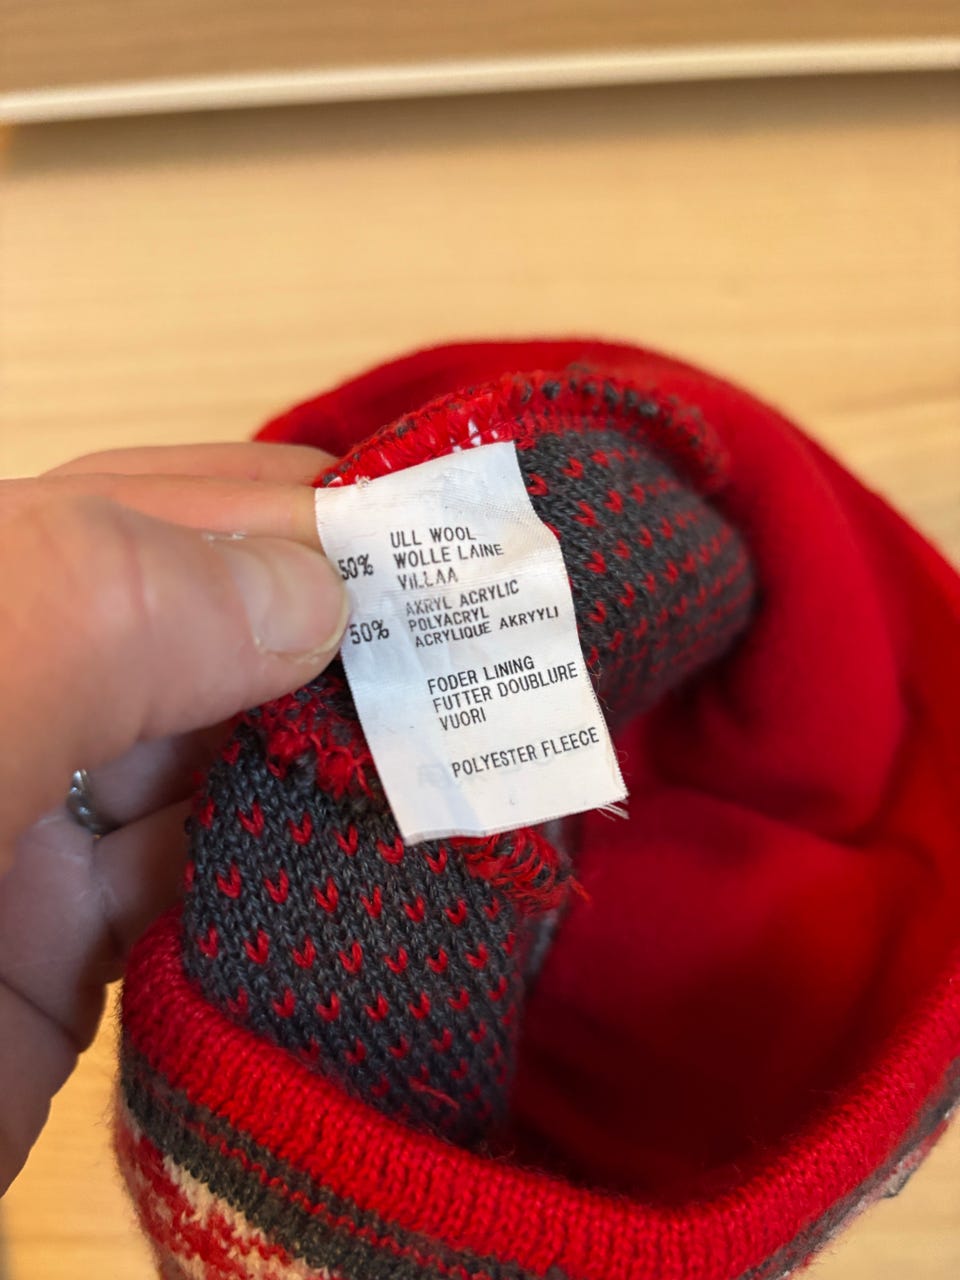 ULL WOOL
50% WOLLE LAINE
VILLAA
AKRYL ACRYLIC
50% POLYACRYL
ACRYLIQUE AKRYYLI
FODER LINING
FUTTER DOUBLURE
VUORI
POLYESTER FLEECE